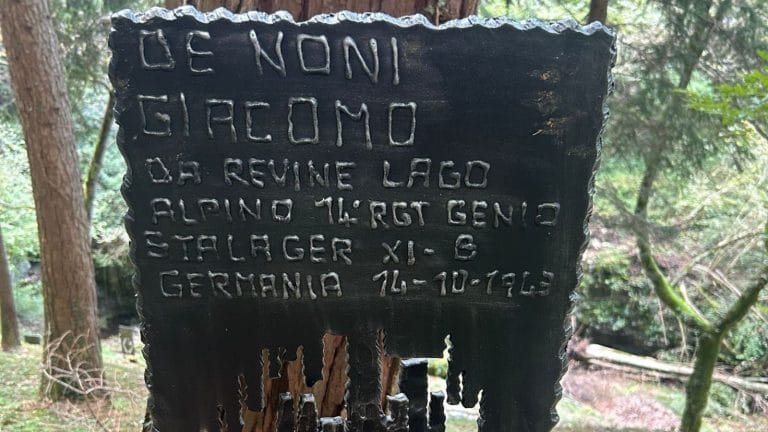 DE NONI
GIACOMO
DA REVINE LAGO
ALPINO 14° RGT GENIO
STALAGER XI-B
GERMANIA 14-10-1943